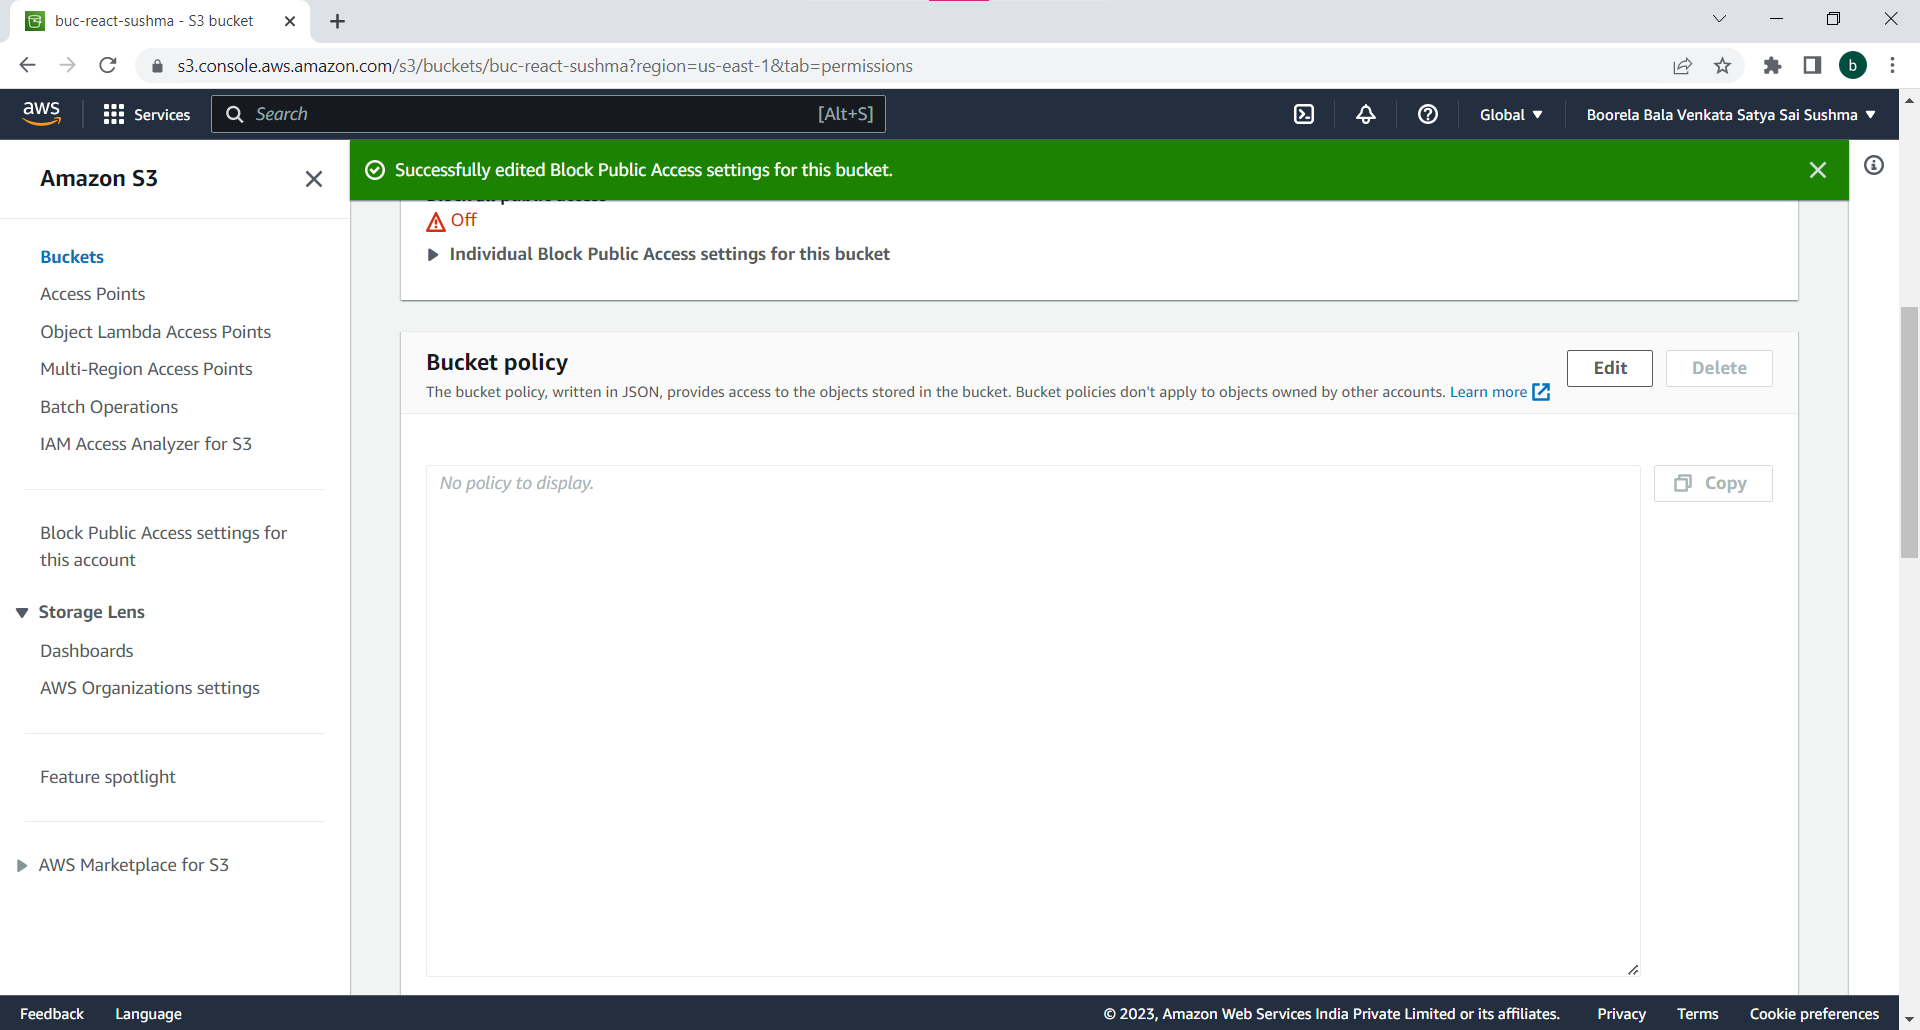 buc-react-sushma - S3 bucket
s3.console.aws.amazon.com/s3/buckets/buc-react-sushma?region=us-east-1&tab=permissions
b
aws
Services
Search
[Alt+S]
Global
Boorela Bala Venkata Satya Sai Sushma
Amazon S3
Buckets
Access Points
Object Lambda Access Points
Multi-Region Access Points
Batch Operations
IAM Access Analyzer for S3
Block Public Access settings for
this account
Storage Lens
Dashboards
AWS Organizations settings
Feature spotlight
AWS Marketplace for S3
Successfully edited Block Public Access settings for this bucket.
Block all public access
Off
Individual Block Public Access settings for this bucket
Bucket policy
The bucket policy, written in JSON, provides access to the objects stored in the bucket. Bucket policies don't apply to objects owned by other accounts. Learn more
Edit
Delete
No policy to display.
Copy
Feedback
Language
© 2023, Amazon Web Services India Private Limited or its affiliates.
Privacy
Terms
Cookie preferences